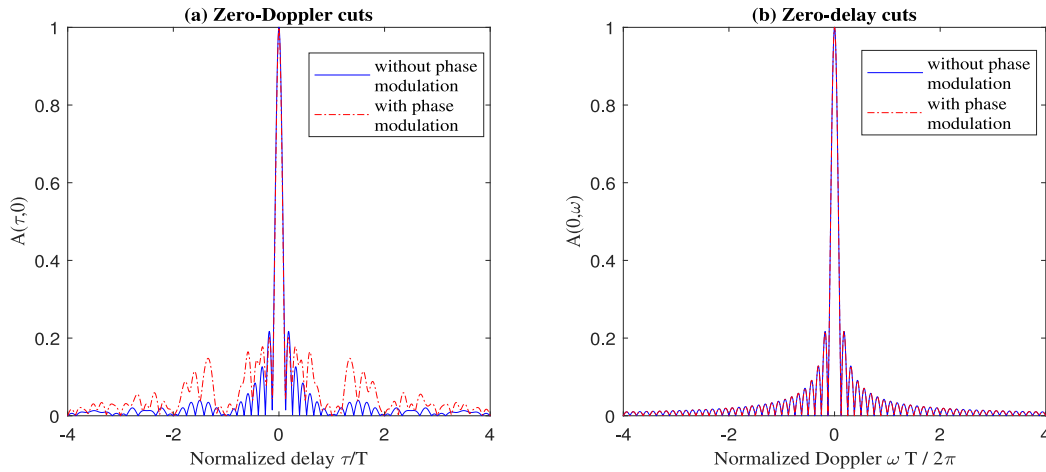 (a) Zero-Doppler cuts
1
0.8
0.6
0.4
0.2
0
A(τ,0)
without phase
modulation
with phase
modulation
-4
-2
0
2
4
Normalized delay τ/T
(b) Zero-delay cuts
1
0.8
0.6
0.4
0.2
0
A(0,ω)
without phase
modulation
with phase
modulation
-4
-2
0
2
4
Normalized Doppler ω T / 2π